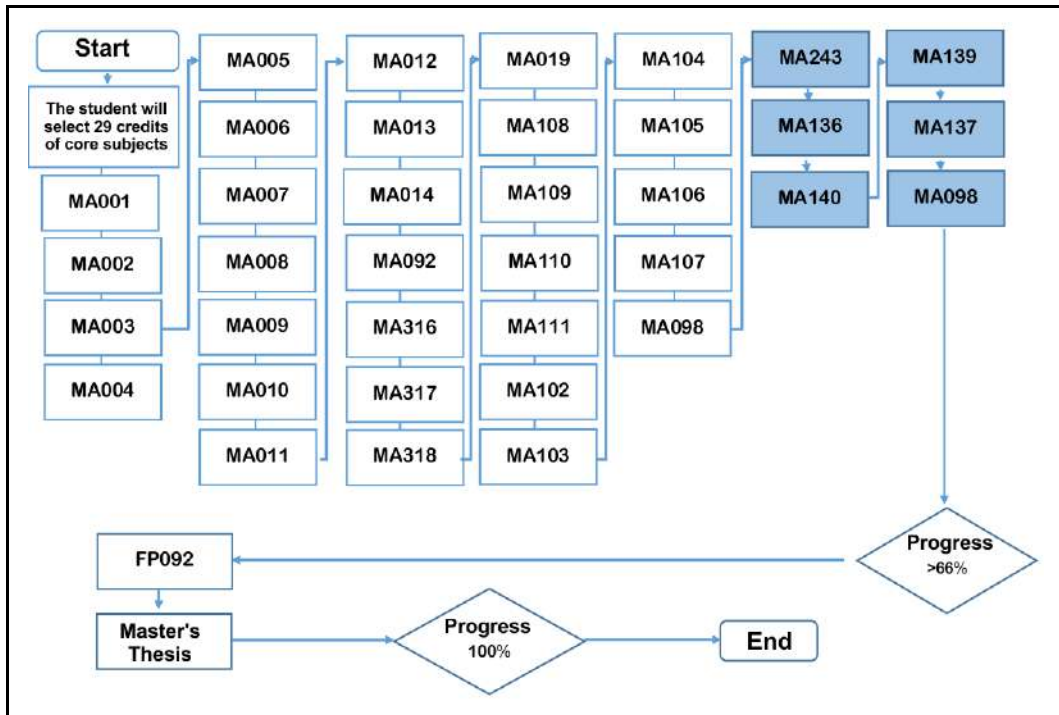 Start
The student will
select 29 credits
of core subjects
MA001
MA002
MA003
MA004
MA005
MA006
MA007
MA008
MA009
MA010
MA011
MA012
MA013
MA014
MA092
MA316
MA317
MA318
MA019
MA108
MA109
MA110
MA111
MA102
MA103
MA104
MA105
MA106
MA107
MA098
MA243
MA136
MA140
MA139
MA137
MA098
Progress
>66%
FP092
Master's
Thesis
Progress
100%
End